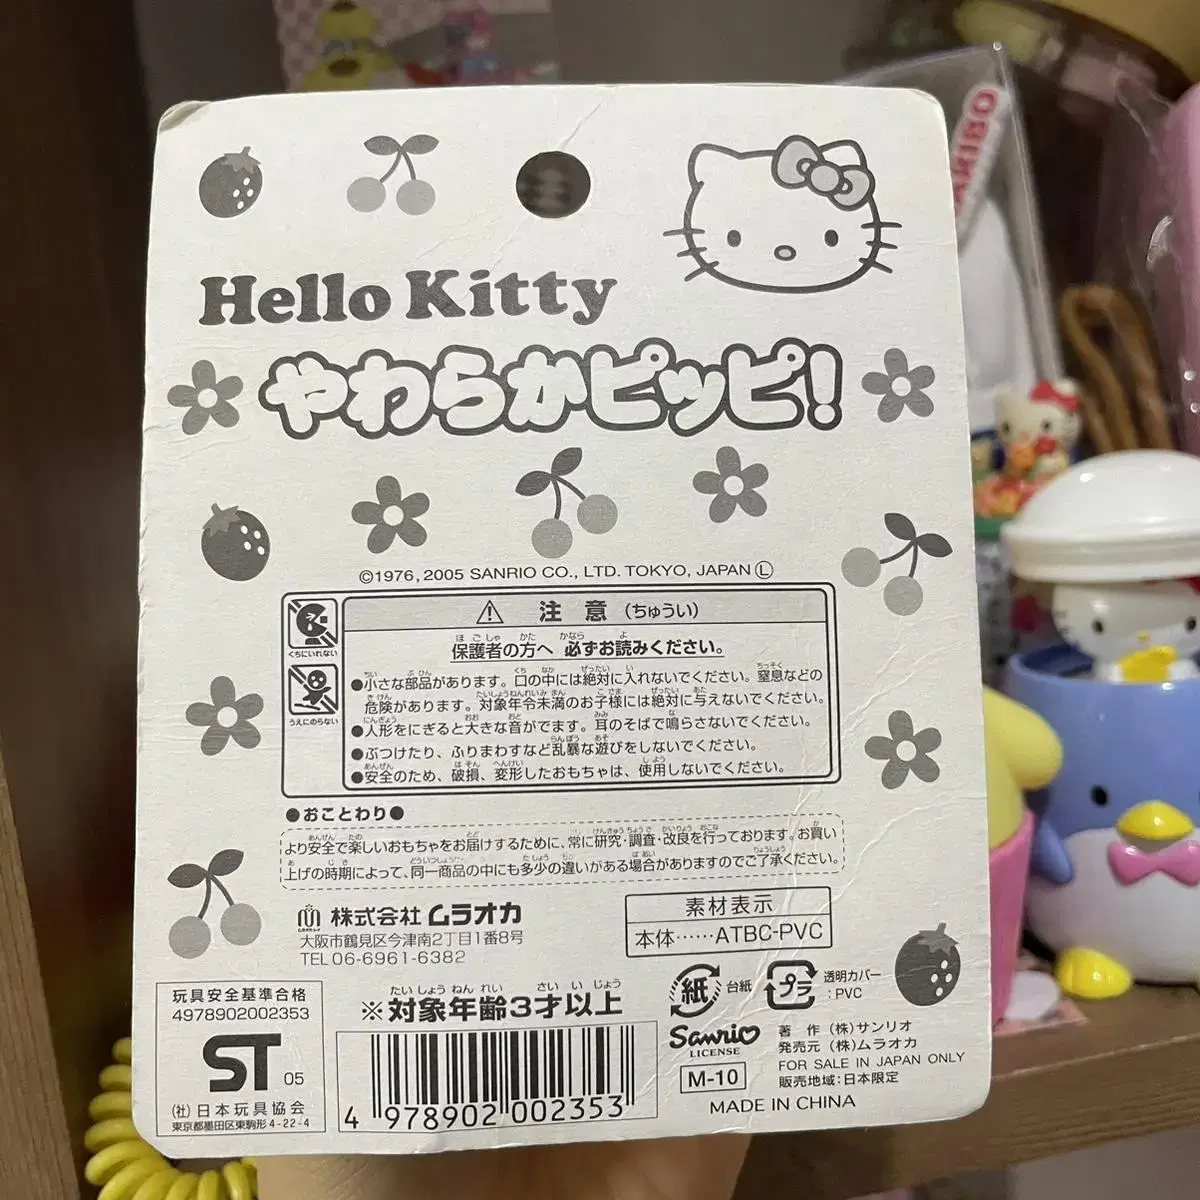 ARIBO
Hello Kitty
やわらかピッピ!
©1976, 2005 SANRIO CO., LTD. TOKYO, JAPAN Ⓛ
くちにいれない
うえにのらない
⚠ 注意(ちゅうい)
保護者の方へ 必ずお読みください。
●小さな部品があります。口の中には絶対に入れないでください。窒息などの
危険があります。対象年令未満のお子様には絶対に与えないでください。
●人形をにぎると大きな音がでます。耳のそばで鳴らさないでください。
●ぶつけたり、ふりまわすなど乱暴な遊びをしないでください。
●安全のため、破損、変形したおもちゃは、使用しないでください。
●おことわり●
より安全で楽しいおもちゃをお届けするために、常に研究・調査・改良を行っております。お買い
上げの時期によって、同一商品の中にも多少の違いがある場合がありますのでご了承ください。
株式会社 ムラオカ
大阪市鶴見区今津南2丁目1番8号
TEL 06-6961-6382
素材表示
本体……ATBC-PVC
玩具安全基準合格
4978902002353
ST 05
(社)日本玩具協会
東京都墨田区東駒形4-22-4
※対象年齢3才以上
たいしょうねんれい さいいじょう
4 978902 002353
紙 台紙
プラ 透明カバー
:PVC
Sanrio
LICENSE
M-10
著作 (株)サンリオ
発売元 (株)ムラオカ
FOR SALE IN JAPAN ONLY
販売地域:日本限定
MADE IN CHINA